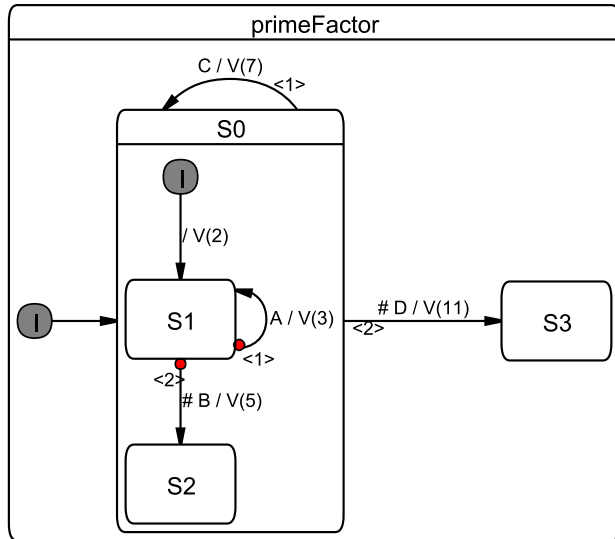 primeFactor
C / V(7)
<1>
S0
I
/ V(2)
I
S1
A / V(3)
<1>
<2>
# B / V(5)
S2
# D / V(11)
<2>
S3